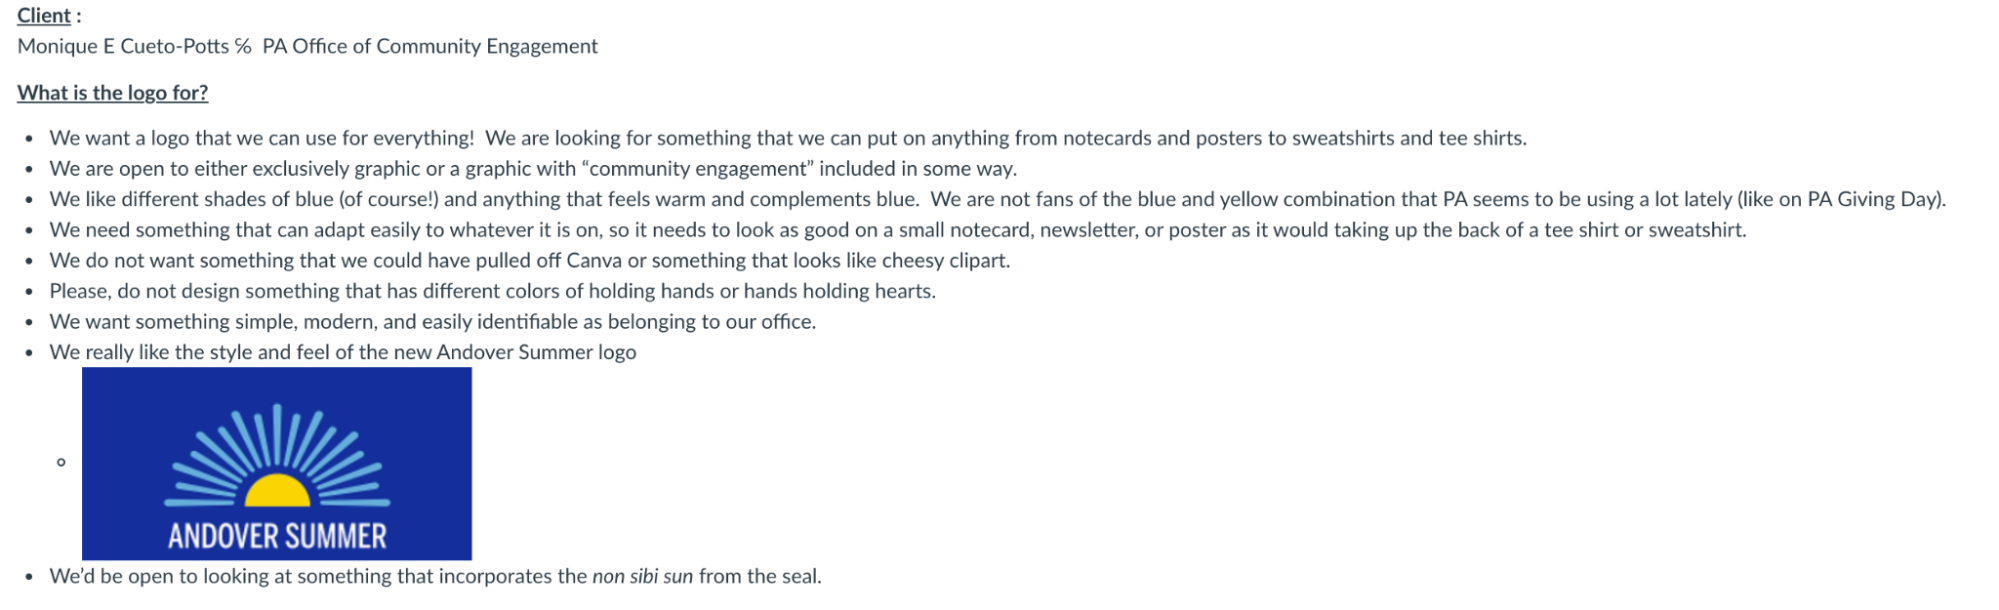 Client :
Monique E Cueto-Potts ℅ PA Office of Community Engagement
What is the logo for?
• We want a logo that we can use for everything! We are looking for something that we can put on anything from notecards and posters to sweatshirts and tee shirts.
• We are open to either exclusively graphic or a graphic with “community engagement” included in some way.
• We like different shades of blue (of course!) and anything that feels warm and complements blue. We are not fans of the blue and yellow combination that PA seems to be using a lot lately (like on PA Giving Day).
• We need something that can adapt easily to whatever it is on, so it needs to look as good on a small notecard, newsletter, or poster as it would taking up the back of a tee shirt or sweatshirt.
• We do not want something that we could have pulled off Canva or something that looks like cheesy clipart.
• Please, do not design something that has different colors of holding hands or hands holding hearts.
• We want something simple, modern, and easily identifiable as belonging to our office.
• We really like the style and feel of the new Andover Summer logo
ANDOVER SUMMER
• We’d be open to looking at something that incorporates the non sibi sun from the seal.